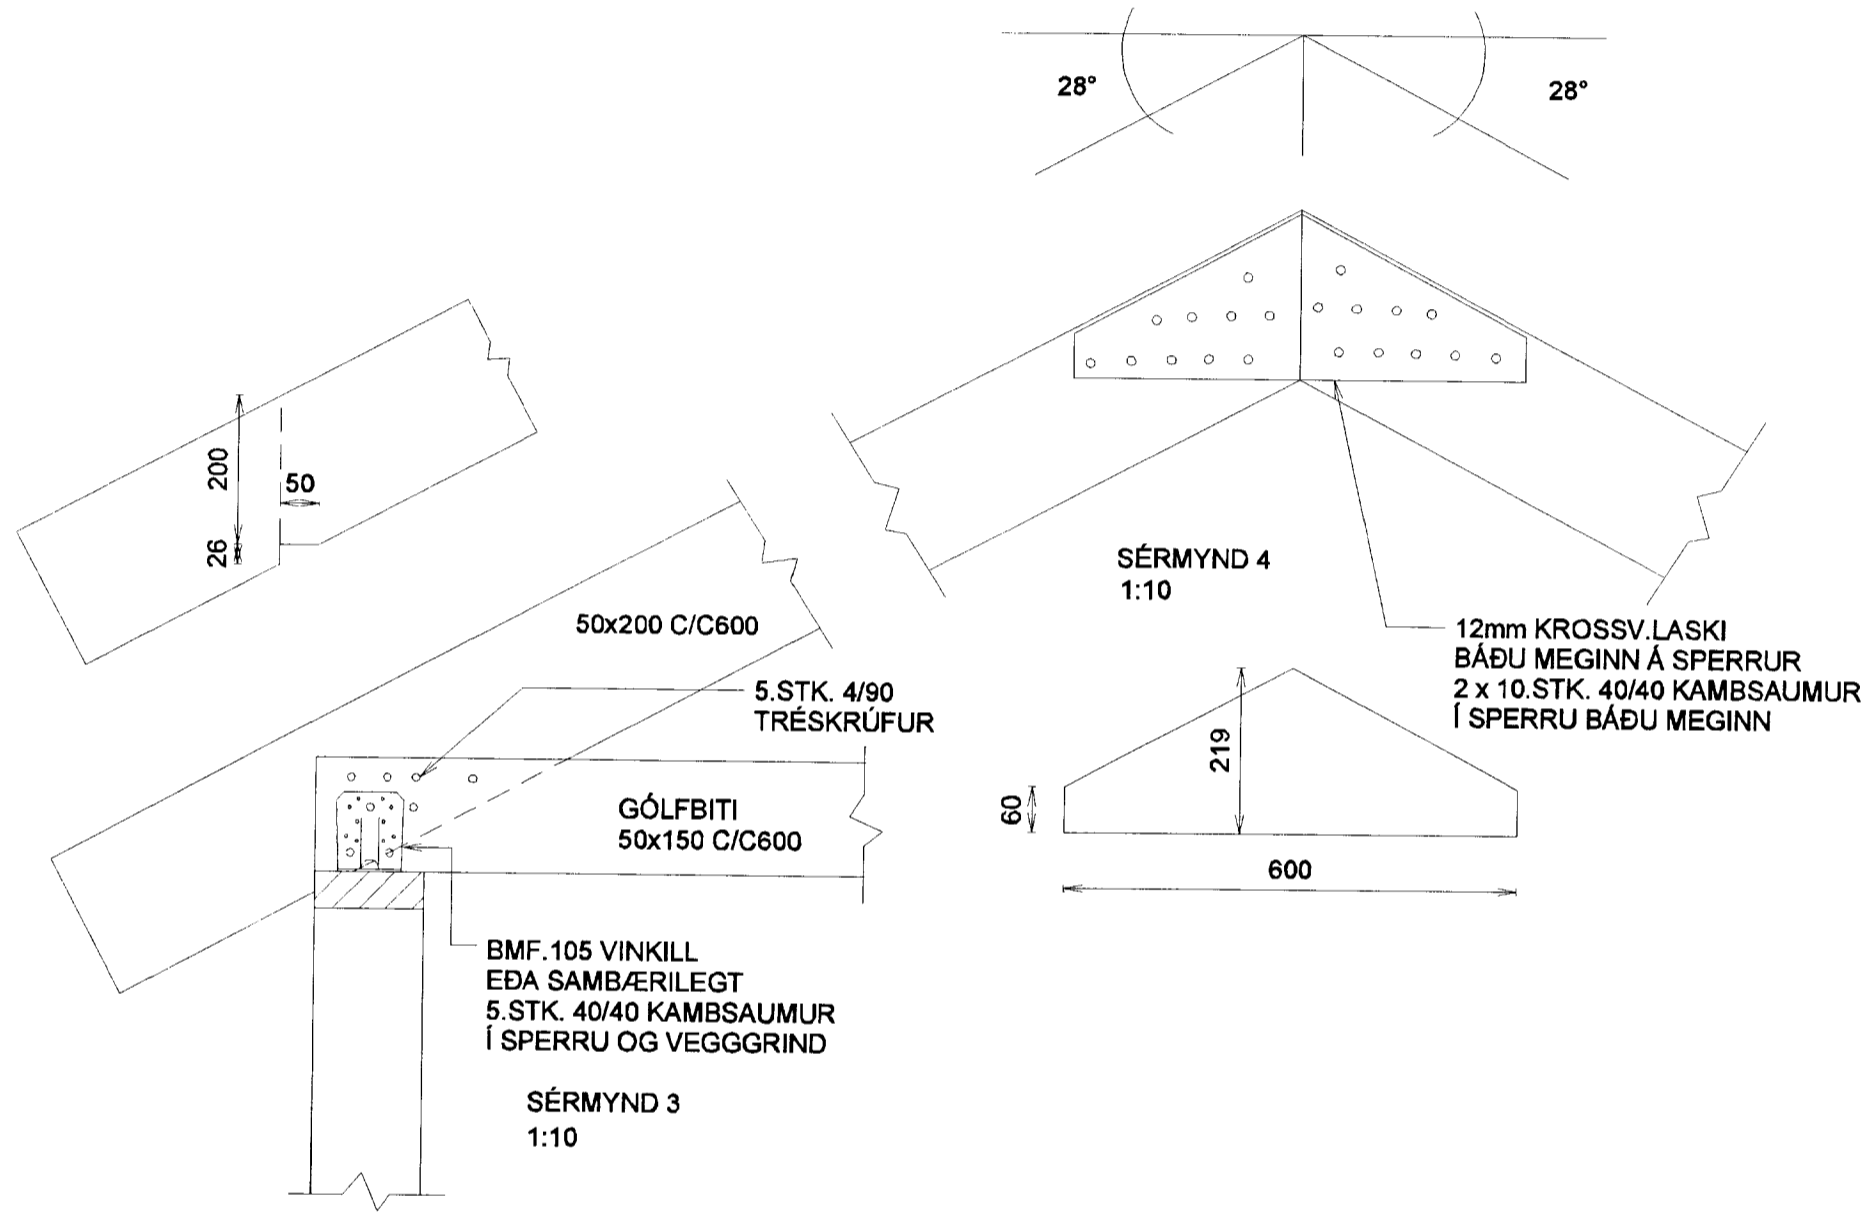 28°
28°
200
50
26
50x200 C/C600
5.STK. 4/90
TRÉSKRÚFUR
GÓLFBITI
50x150 C/C600
BMF.105 VINKILL
EÐA SAMBÆRILEGT
5.STK. 40/40 KAMBSAUMUR
Í SPERRU OG VEGGGRIND
SÉRMYND 3
1:10
SÉRMYND 4
1:10
12mm KROSSV.LASKI
BÁÐU MEGINN Á SPERRUR
2 x 10.STK. 40/40 KAMBSAUMUR
Í SPERRU BÁÐU MEGINN
219
60
600